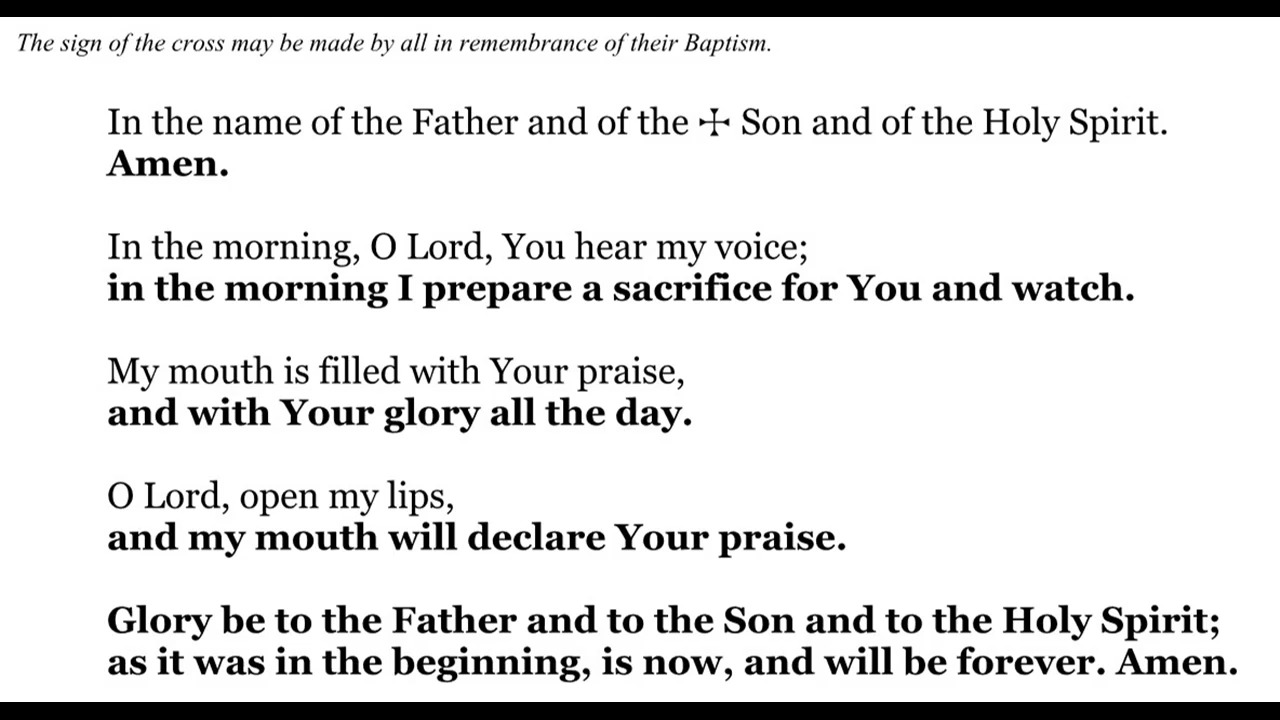 The sign of the cross may be made by all in remembrance of their Baptism.
In the name of the Father and of the ☩ Son and of the Holy Spirit.
Amen.
In the morning, O Lord, You hear my voice;
in the morning I prepare a sacrifice for You and watch.
My mouth is filled with Your praise,
and with Your glory all the day.
O Lord, open my lips,
and my mouth will declare Your praise.
Glory be to the Father and to the Son and to the Holy Spirit;
as it was in the beginning, is now, and will be forever. Amen.